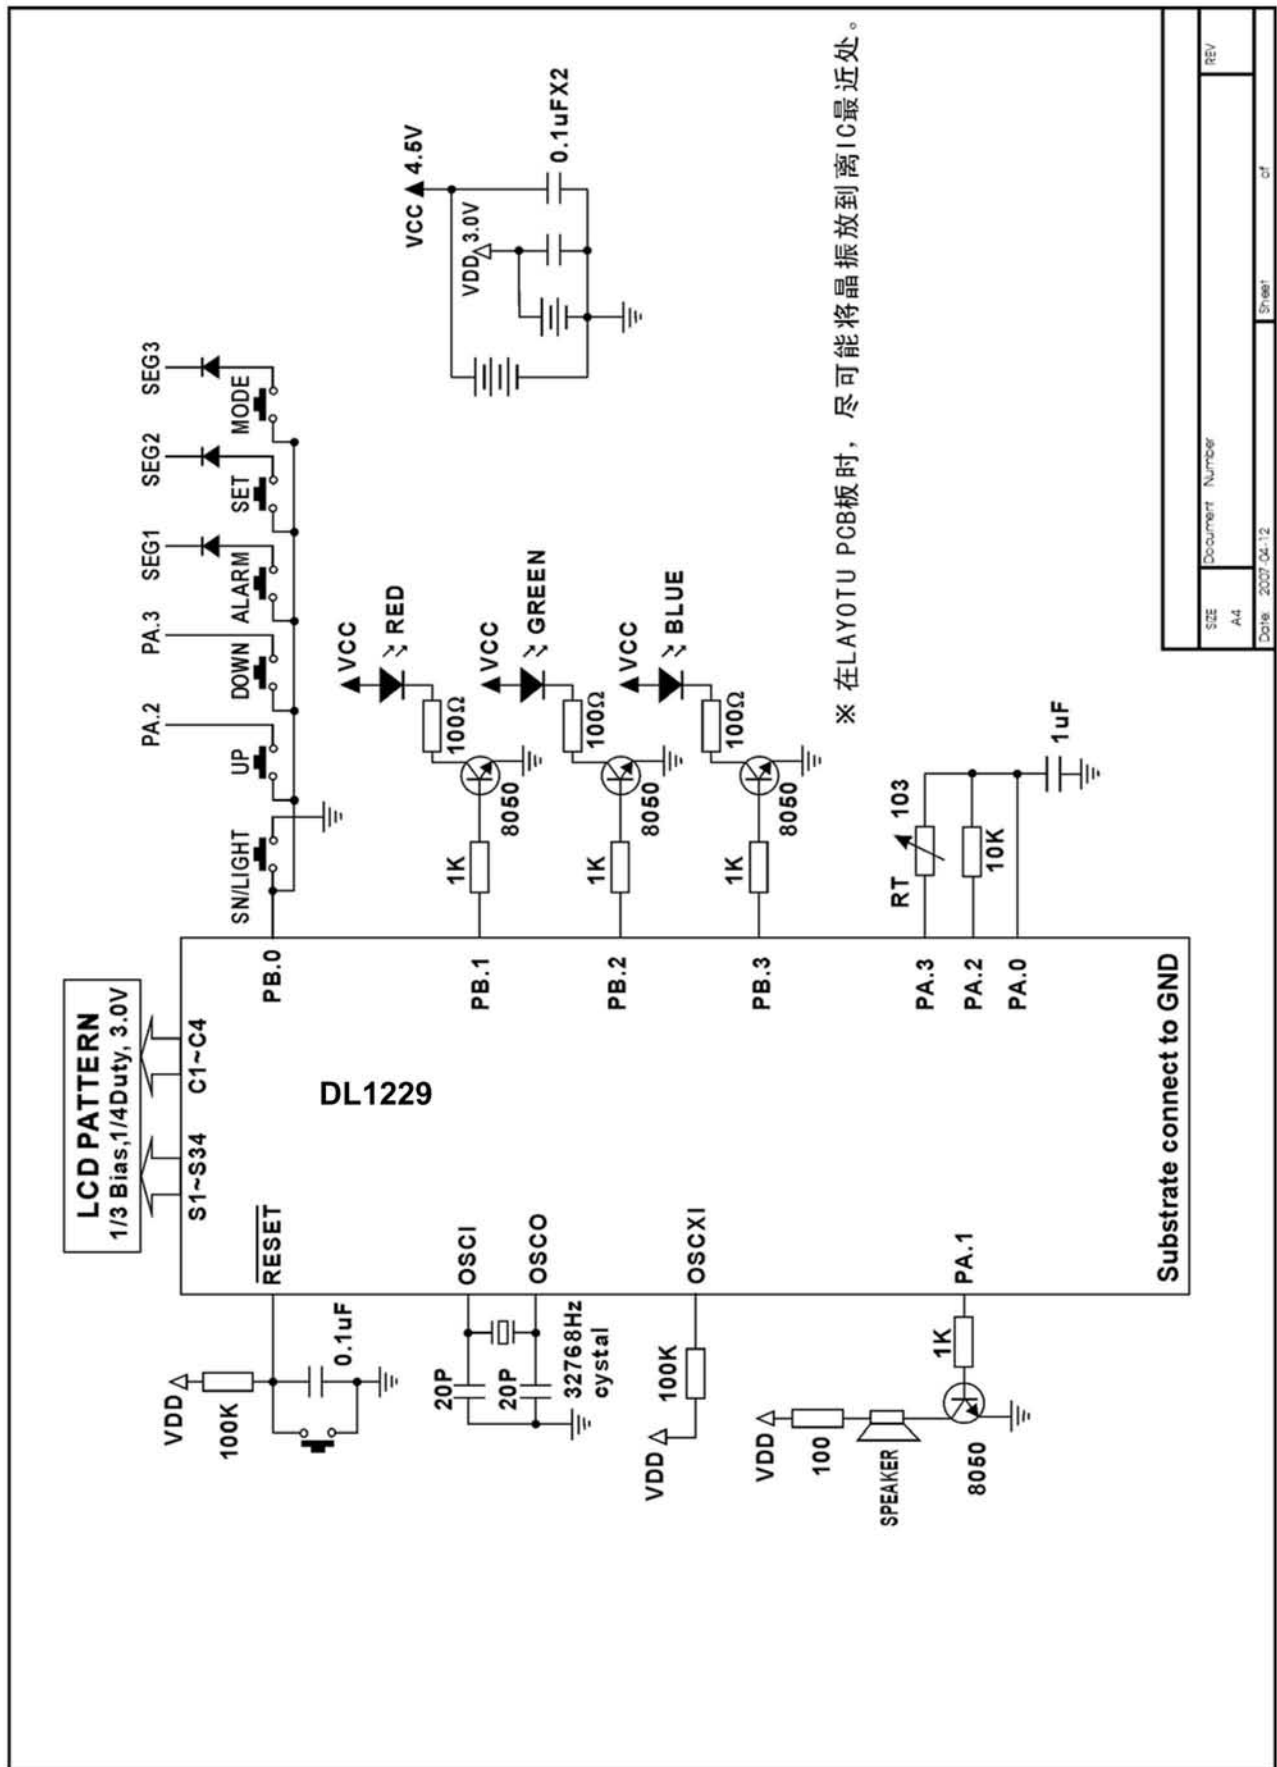 LCD PATTERN
1/3 Bias,1/4Duty, 3.0V
S1~S34
C1~C4
DL1229
RESET
OSCI
OSCO
OSCXI
PA.1
PB.0
PB.1
PB.2
PB.3
PA.3
PA.2
PA.0
Substrate connect to GND
VDD
100K
0.1uF
20P
20P
32768Hz
cystal
VDD
100K
VDD
100
SPEAKER
1K
8050
SN/LIGHT
UP
DOWN
ALARM
SET
MODE
PA.2
PA.3
SEG1
SEG2
SEG3
1K
8050
100Ω
VCC
RED
1K
8050
100Ω
VCC
GREEN
1K
8050
100Ω
VCC
BLUE
RT
103
10K
1uF
VCC 4.5V
VDD 3.0V
0.1uFX2
※ 在LAYOTU PCB板时，尽可能将晶振放到离IC最近处。
SIZE
A4
Document Number
REV
Date: 2007-04-12
Sheet
of